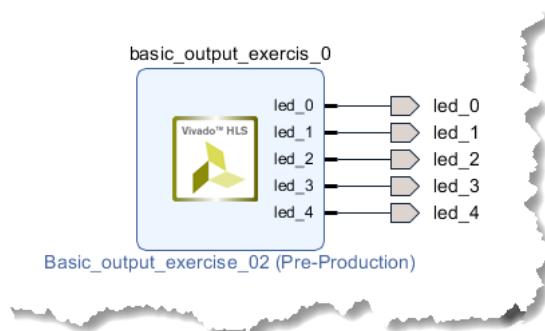 basic_output_exercis_0
led_0 led_0
Vivado™ HLS led_1 led_1
led_2 led_2
led_3 led_3
led_4 led_4
Basic_output_exercise_02 (Pre-Production)